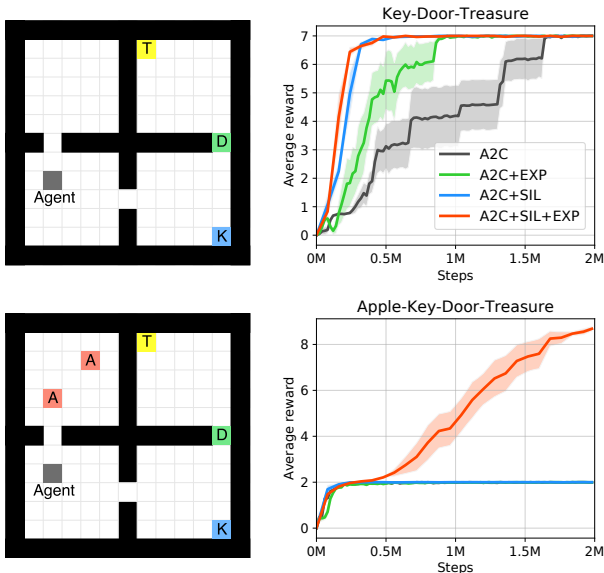 T
D
Agent
K
Key-Door-Treasure
Average reward
7
6
5
4
3
2
1
0
A2C
A2C+EXP
A2C+SIL
A2C+SIL+EXP
0M
0.5M
1M
1.5M
2M
Steps
T
A
A
D
Agent
K
Apple-Key-Door-Treasure
Average reward
8
6
4
2
0
0M
0.5M
1M
1.5M
2M
Steps